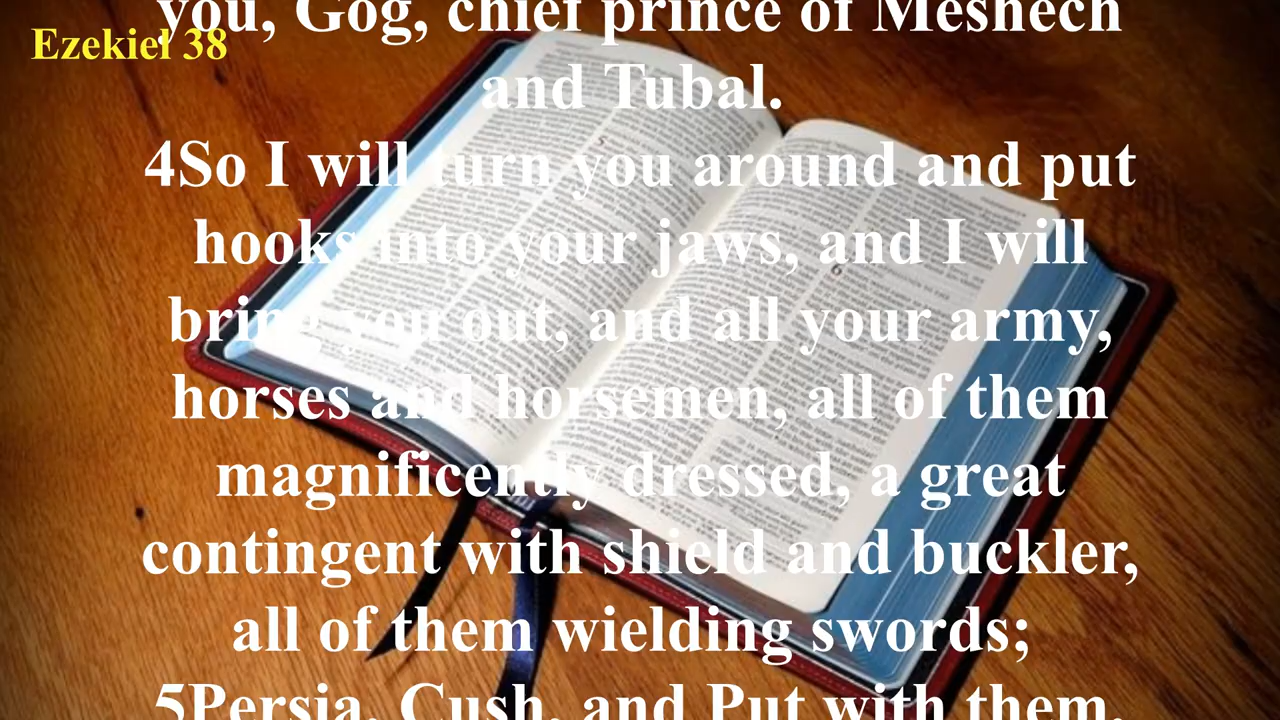 you, Gog, chief prince of Meshech
Ezekiel 38
and Tubal.
4So I will turn you around and put
hooks into your jaws, and I will
bring you out, and all your army,
horses and horsemen, all of them
magnificently dressed, a great
contingent with shield and buckler,
all of them wielding swords;
5Persia, Cush, and Put with them,